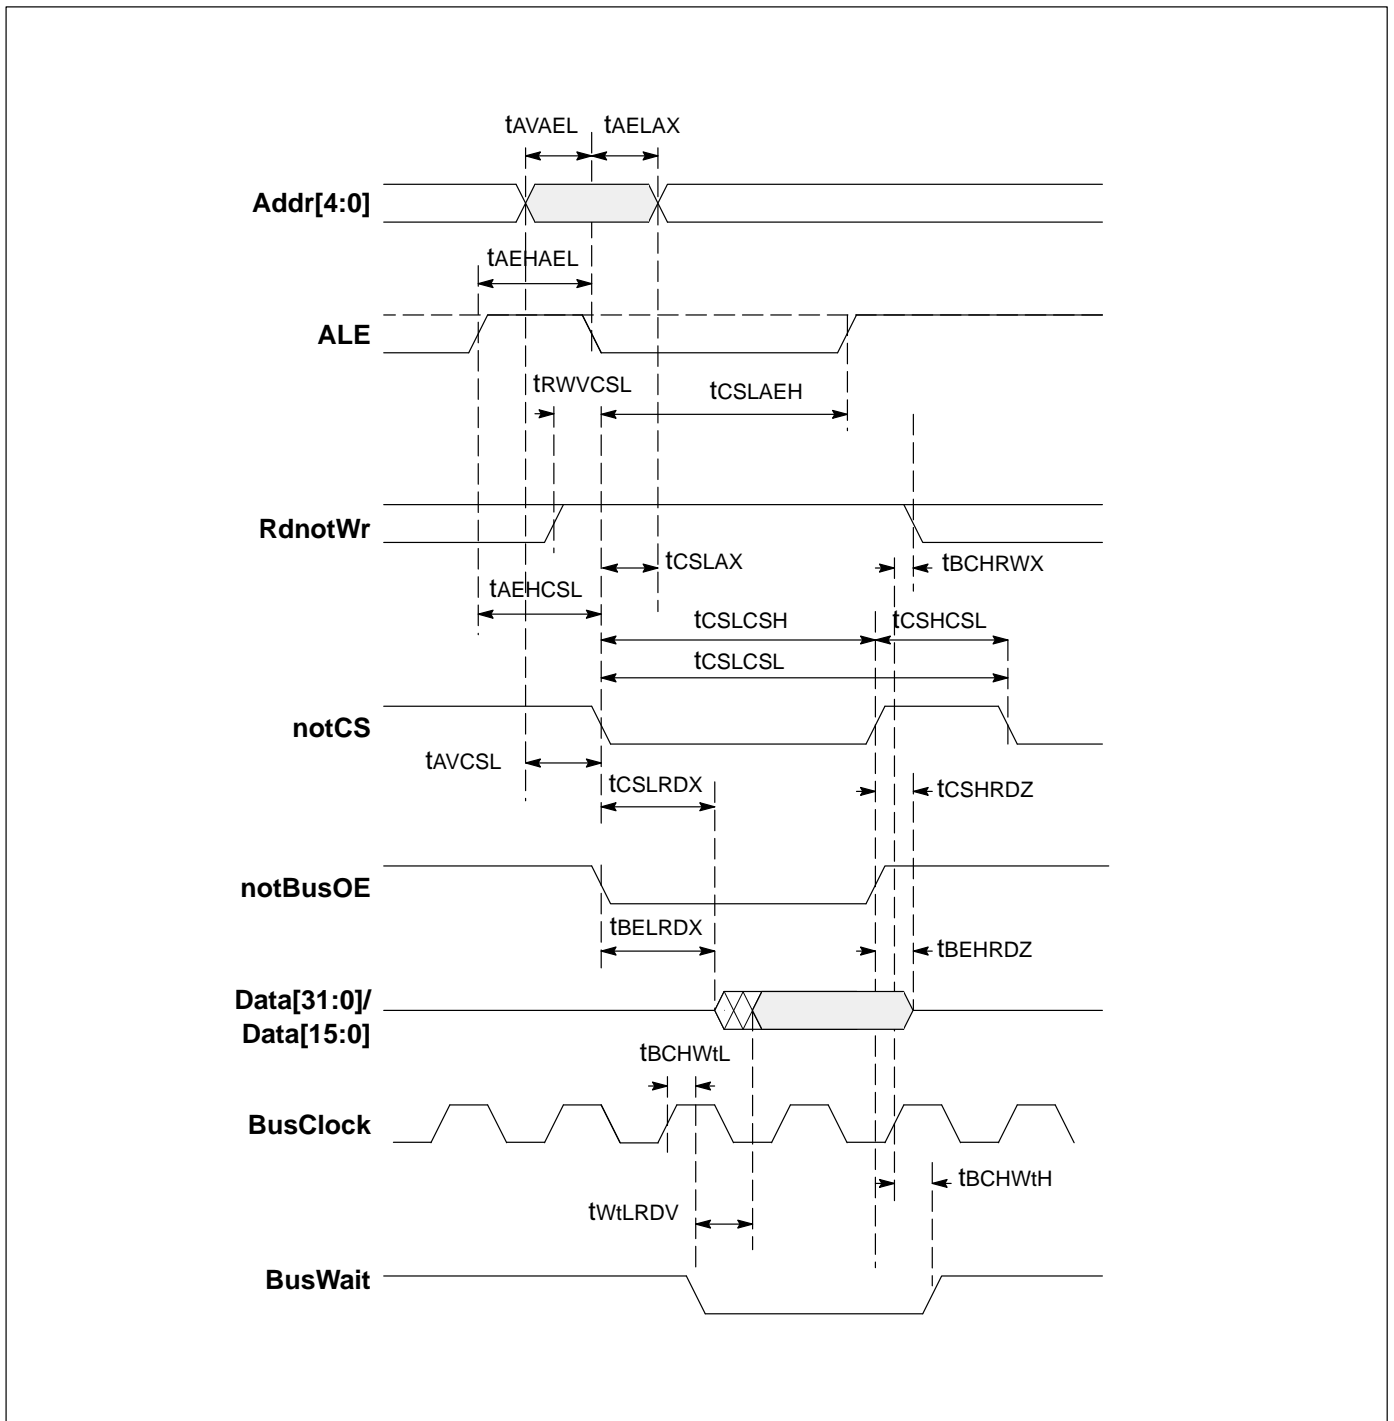 tAVAEL tAELAX
Addr[4:0]
tAEHAEL
ALE
tRWVCSL tCSLAEH
RdnotWr
tCSLAX tBCHRWX
tAEHCSL
tCSLCSH tCSHCSL
tCSLCSL
notCS
tAVCSL
tCSLRDX tCSHRDZ
notBusOE
tBELRDX tBEHRDZ
Data[31:0]/
Data[15:0]
tBCHWtL
BusClock
tBCHWtH
tWtLRDV
BusWait